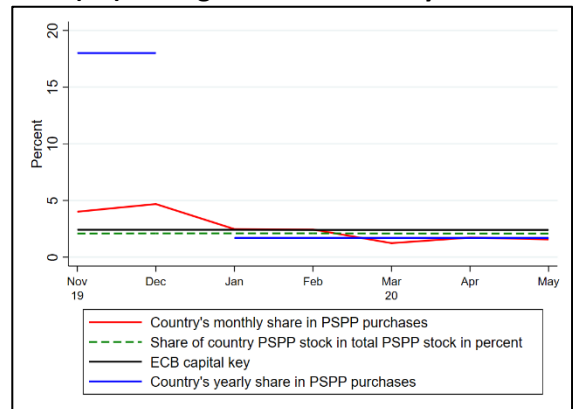 20
15
10
5
0
Percent
Nov Dec Jan Feb Mar Apr May
19 20
Country's monthly share in PSPP purchases
Share of country PSPP stock in total PSPP stock in percent
ECB capital key
Country's yearly share in PSPP purchases